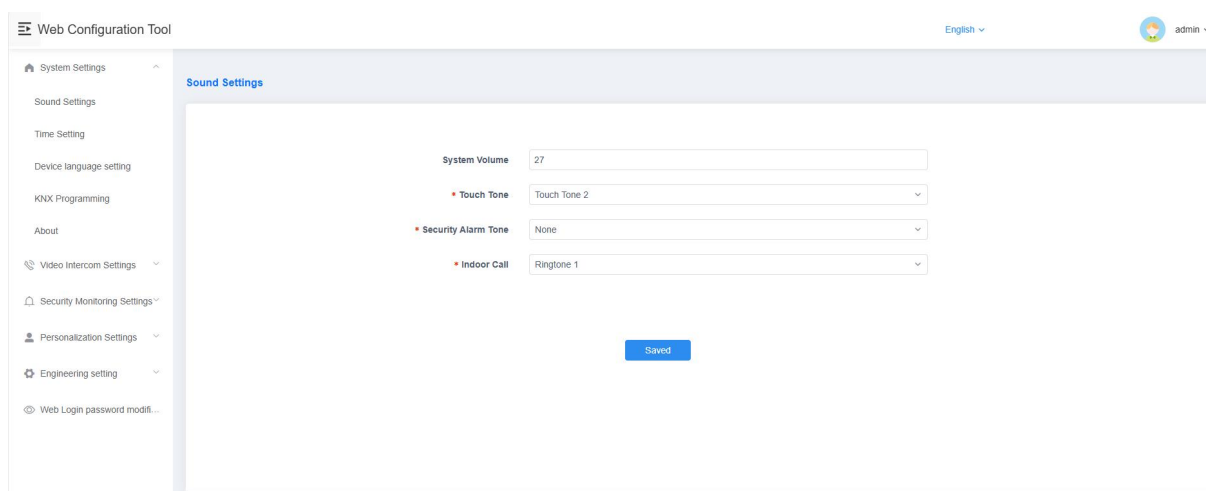 Web Configuration Tool
English
admin
System Settings
Sound Settings
Time Setting
Device language setting
KNX Programming
About
Video Intercom Settings
Security Monitoring Settings
Personalization Settings
Engineering setting
Web Login password modifi...
Sound Settings
System Volume 27
* Touch Tone Touch Tone 2
* Security Alarm Tone None
* Indoor Call Ringtone 1
Saved